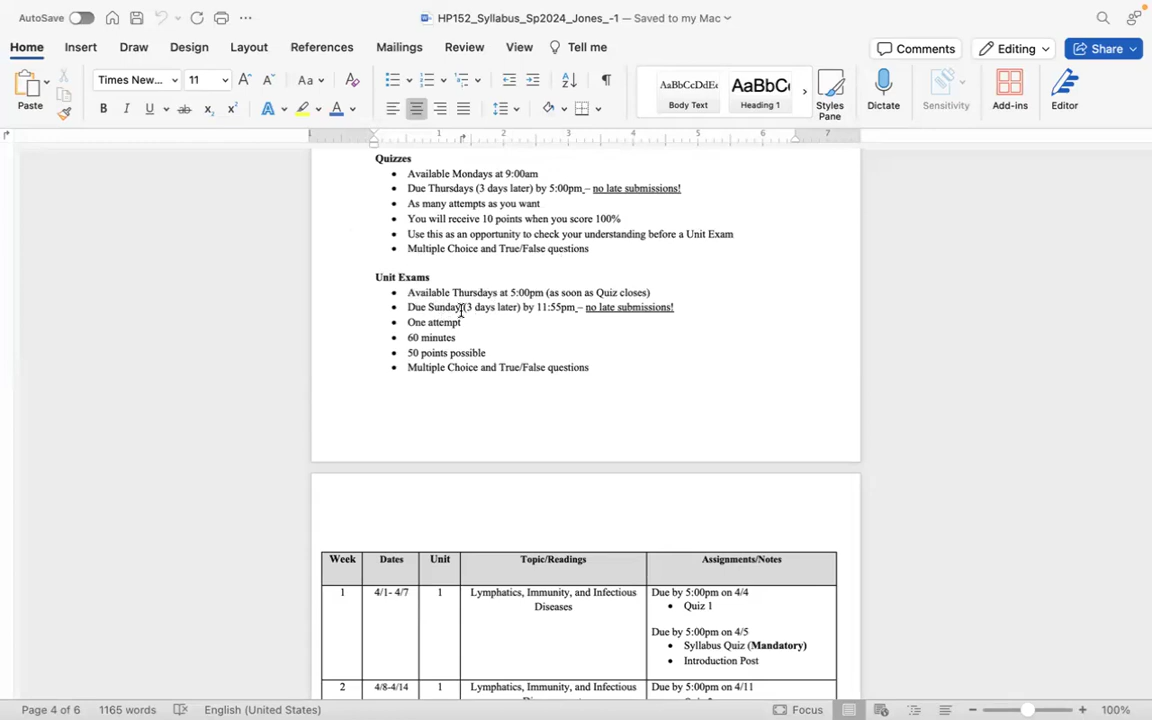 AutoSave
HP152_Syllabus_Sp2024_Jones_-1 — Saved to my Mac
Home Insert Draw Design Layout References Mailings Review View Tell me
Comments Editing Share
Paste
Times New... 11 Aa
AaBbCcDdEe AaBbC
Body Text Heading 1
Styles Pane
Dictate
Sensitivity
Add-ins
Editor
1 1 2 3 4 5 6 7
Quizzes
• Available Mondays at 9:00am
• Due Thursdays (3 days later) by 5:00pm – no late submissions!
• As many attempts as you want
• You will receive 10 points when you score 100%
• Use this as an opportunity to check your understanding before a Unit Exam
• Multiple Choice and True/False questions
Unit Exams
• Available Thursdays at 5:00pm (as soon as Quiz closes)
• Due Sunday (3 days later) by 11:55pm – no late submissions!
• One attempt
• 60 minutes
• 50 points possible
• Multiple Choice and True/False questions
Week Dates Unit Topic/Readings Assignments/Notes
1 4/1- 4/7 1 Lymphatics, Immunity, and Infectious Due by 5:00pm on 4/4
Diseases • Quiz 1
Due by 5:00pm on 4/5
• Syllabus Quiz (Mandatory)
• Introduction Post
2 4/8-4/14 1 Lymphatics, Immunity, and Infectious Due by 5:00pm on 4/11
Page 4 of 6 1165 words English (United States) Focus 100%